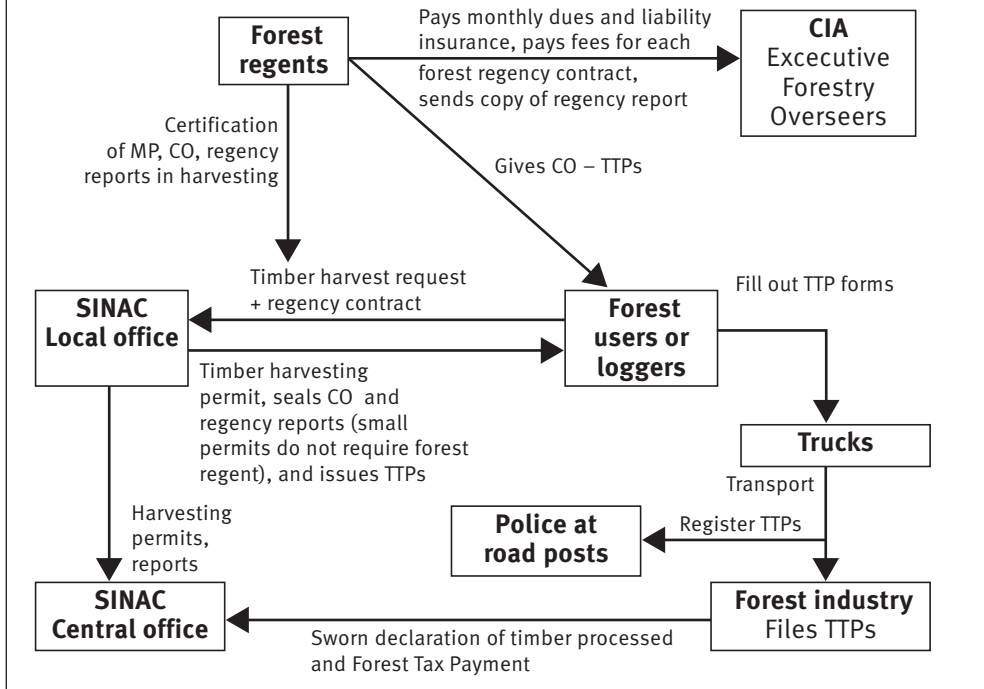 Forest
regents
Pays monthly dues and liability
insurance, pays fees for each
forest regency contract,
sends copy of regency report
CIA
Excecutive
Forestry
Overseers
Certification
of MP, CO, regency
reports in harvesting
Gives CO – TTPs
Timber harvest request
+ regency contract
SINAC
Local office
Forest
users or
loggers
Fill out TTP forms
Timber harvesting
permit, seals CO and
regency reports (small
permits do not require forest
regent), and issues TTPs
Trucks
Transport
Harvesting
permits,
reports
Police at
road posts
Register TTPs
SINAC
Central office
Forest industry
Files TTPs
Sworn declaration of timber processed
and Forest Tax Payment